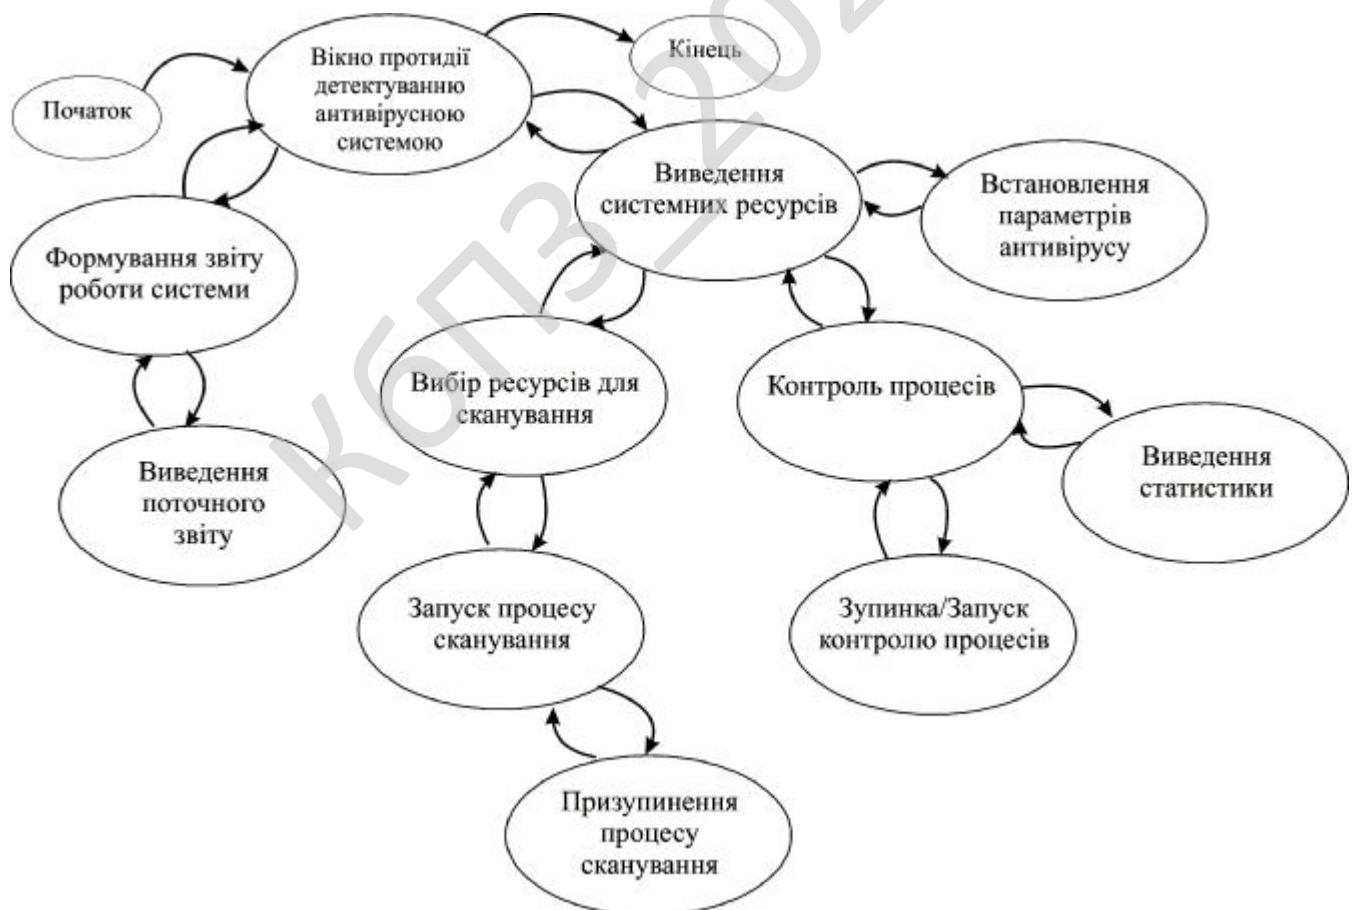 Початок
Вікно протидії
детектуванню
антивірусною
системою
Кінець
Виведення
системних ресурсів
Встановлення
параметрів
антивірусу
Формування звіту
роботи системи
Вибір ресурсів для
сканування
Контроль процесів
Виведення
поточного
звіту
Виведення
статистики
Запуск процесу
сканування
Зупинка/Запуск
контролю процесів
Призупинення
процесу
сканування